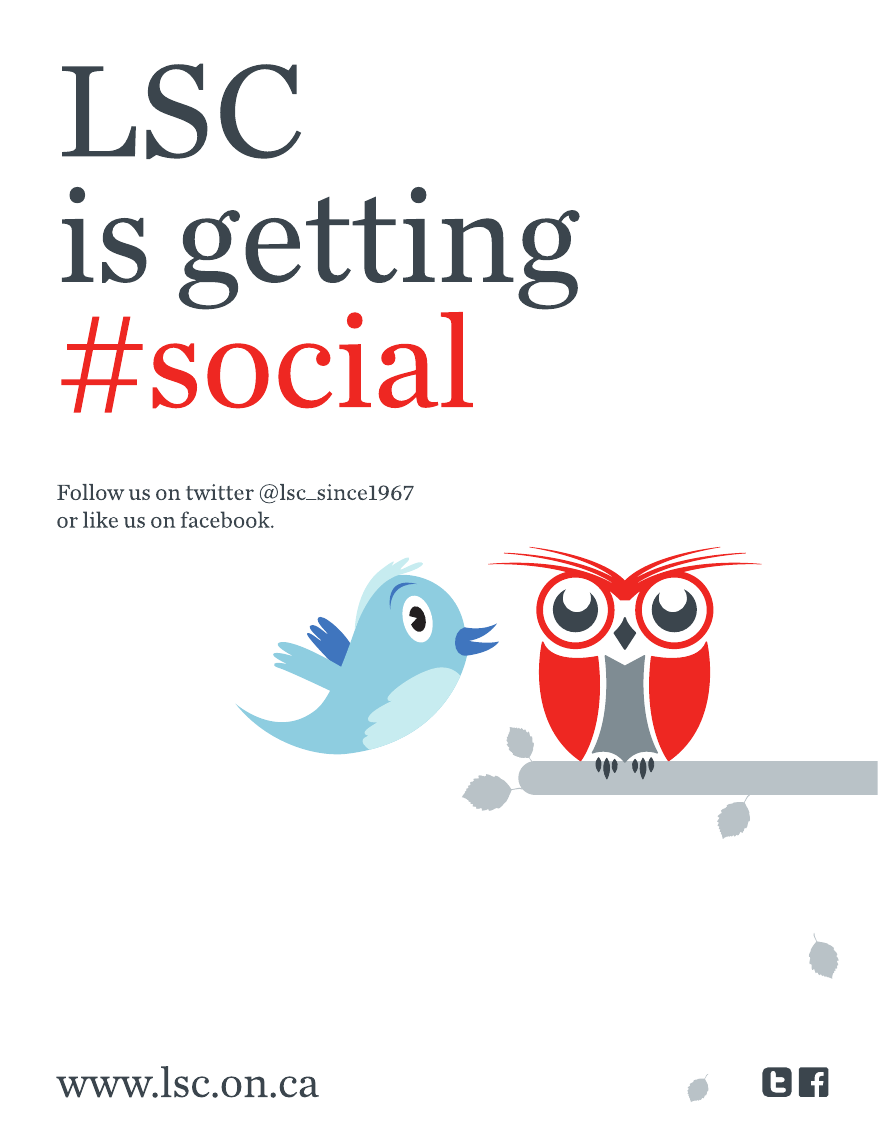 LSC
is getting
#social
Follow us on twitter @lsc_since1967
or like us on facebook.
www.lsc.on.ca
t f